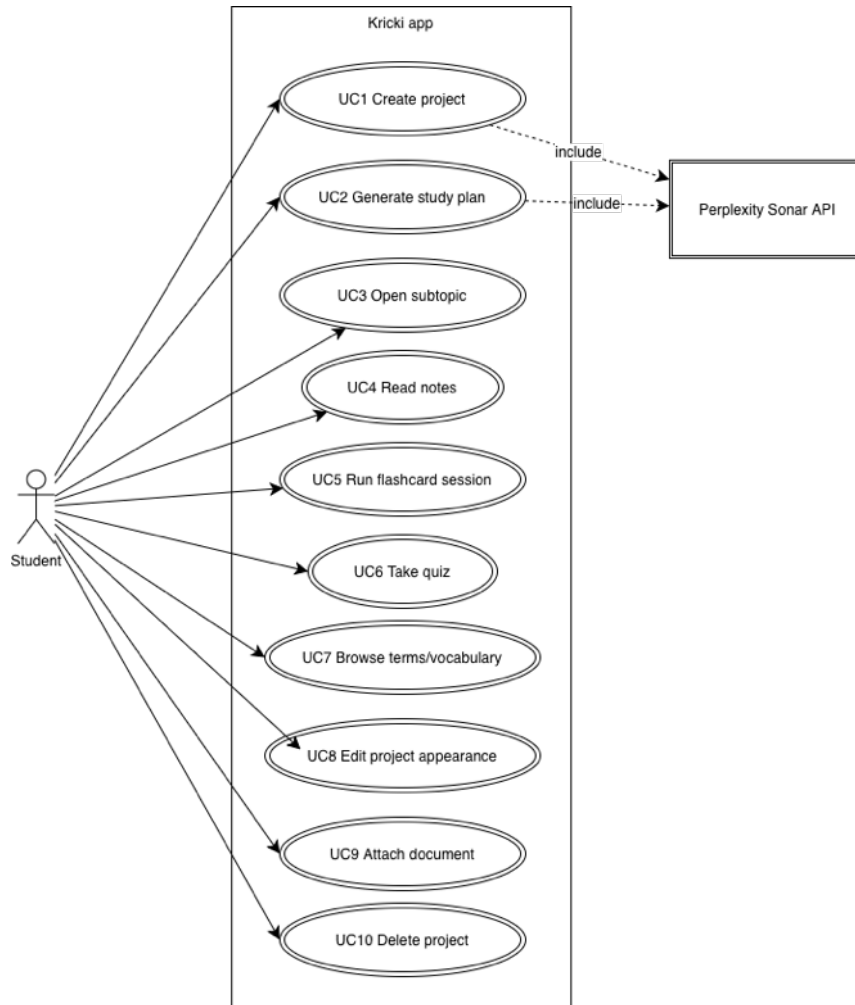 Kricki app
UC1 Create project
include
UC2 Generate study plan
include
Perplexity Sonar API
UC3 Open subtopic
UC4 Read notes
UC5 Run flashcard session
Student
UC6 Take quiz
UC7 Browse terms/vocabulary
UC8 Edit project appearance
UC9 Attach document
UC10 Delete project